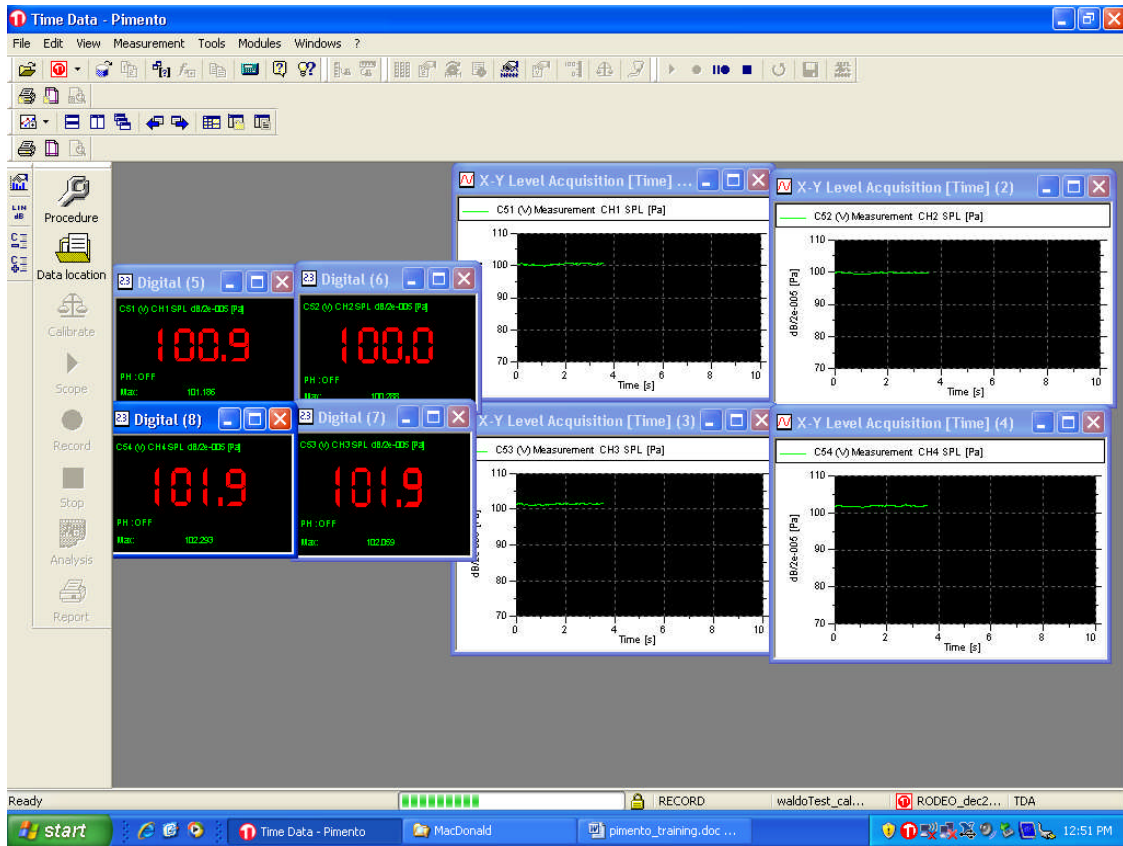 Time Data - Pimento
File Edit View Measurement Tools Modules Windows ?
LIN
dB
Procedure
Data location
Calibrate
Scope
Record
Stop
Analysis
Report
Digital (5)
C51 (V) CH1 SPL dB/2e-005 [Pa]
100.9
PH :OFF
Max: 101.186
Digital (6)
C52 (V) CH2 SPL dB/2e-005 [Pa]
100.0
PH :OFF
Max: 100.288
Digital (8)
C54 (V) CH4 SPL dB/2e-005 [Pa]
101.9
PH :OFF
Max: 102.293
Digital (7)
C53 (V) CH3 SPL dB/2e-005 [Pa]
101.9
PH :OFF
Max: 102.059
X-Y Level Acquisition [Time] ...
C51 (V) Measurement CH1 SPL [Pa]
110
100
90
80
70
0 2 4 6 8 10
Time [s]
X-Y Level Acquisition [Time] (2)
C52 (V) Measurement CH2 SPL [Pa]
dB/2e-005 [Pa]
110
100
90
80
70
0 2 4 6 8 10
Time [s]
X-Y Level Acquisition [Time] (3)
C53 (V) Measurement CH3 SPL [Pa]
110
100
90
80
70
0 2 4 6 8 10
Time [s]
X-Y Level Acquisition [Time] (4)
C54 (V) Measurement CH4 SPL [Pa]
dB/2e-005 [Pa]
110
100
90
80
70
0 2 4 6 8 10
Time [s]
Ready RECORD waldoTest_cal... RODEO_dec2... TDA
start Time Data - Pimento MacDonald pimento_training.doc ... 12:51 PM